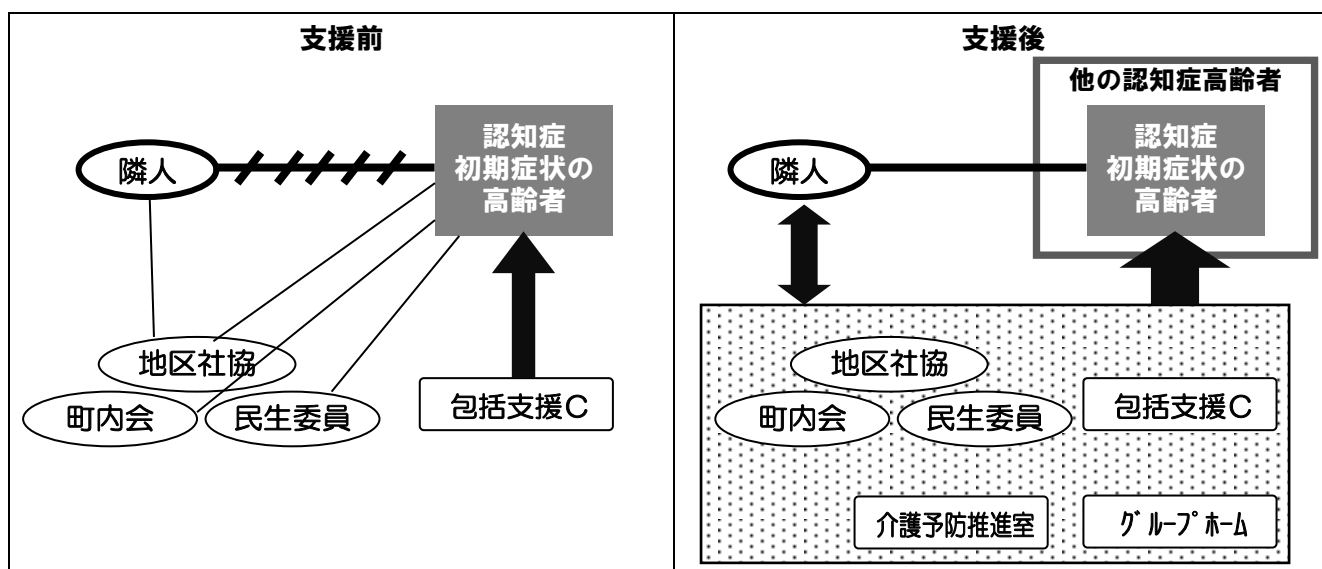 支援前
隣人
認知症
初期症状の
高齢者
地区社協
町内会
民生委員
包括支援C
支援後
他の認知症高齢者
隣人
認知症
初期症状の
高齢者
地区社協
町内会
民生委員
包括支援C
介護予防推進室
ｸﾞﾙｰﾌﾟﾎｰﾑ